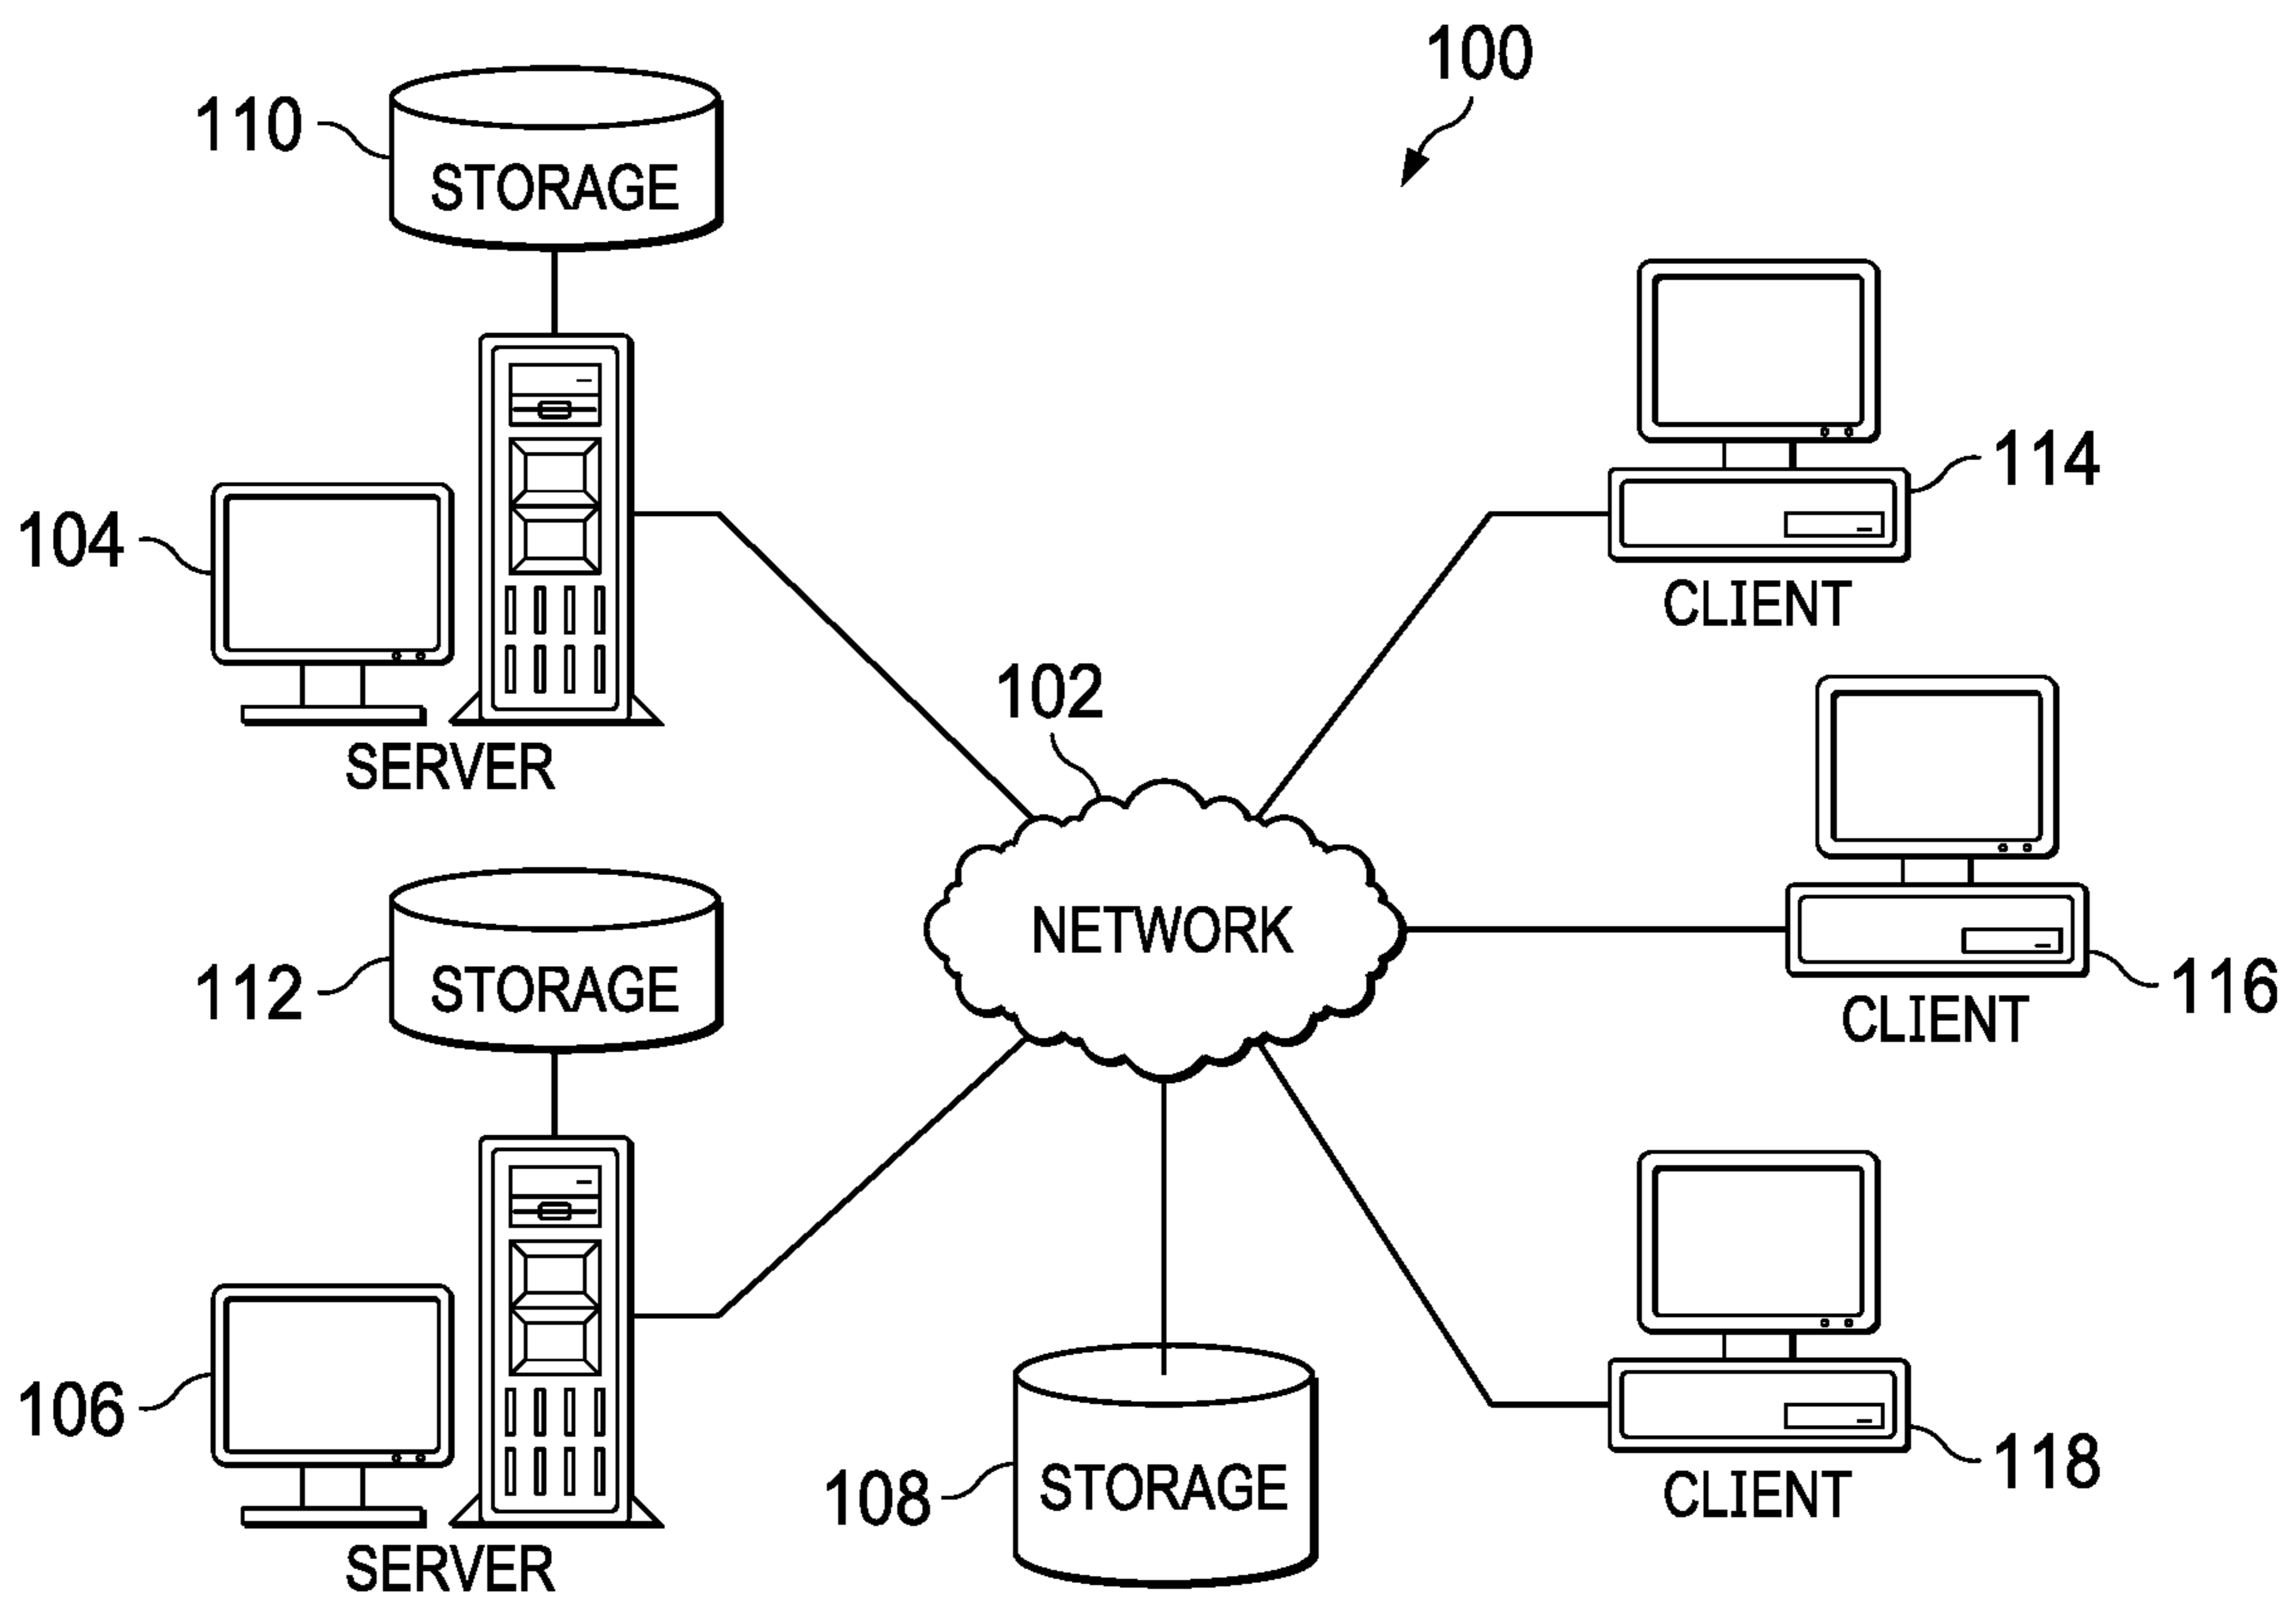 100
110
STORAGE
104
SERVER
114
CLIENT
102
NETWORK
116
CLIENT
112
STORAGE
106
SERVER
108
STORAGE
118
CLIENT